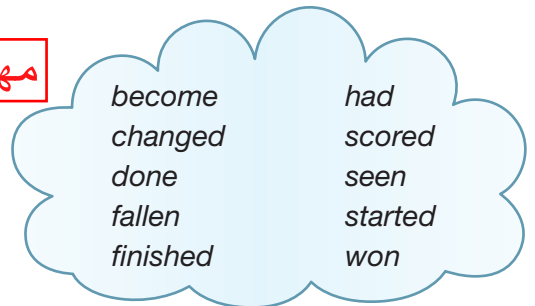 become had
changed scored
done seen
fallen started
finished won